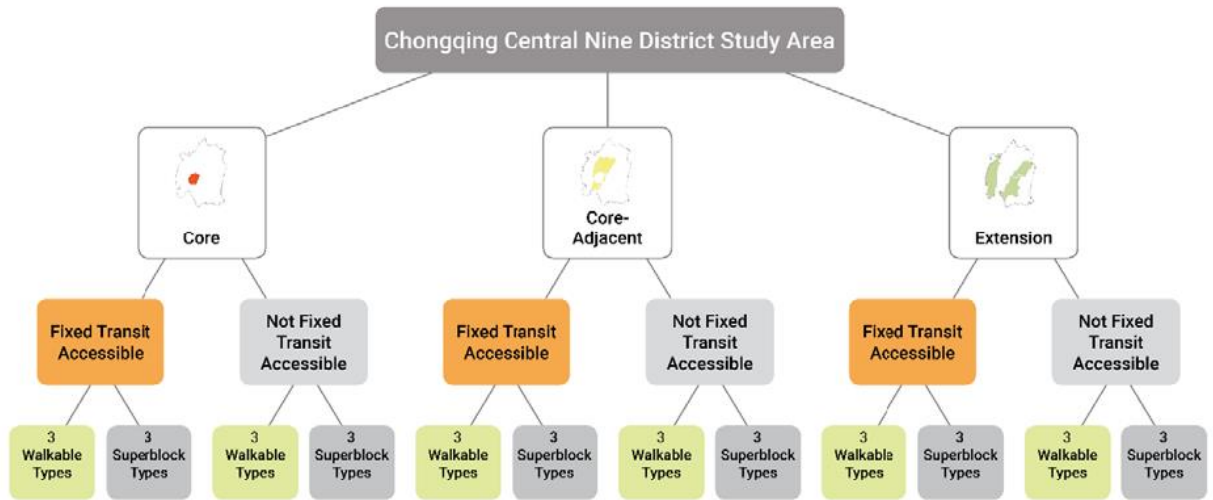 Chongqing Central Nine District Study Area
Core
Core-
Adjacent
Extension
Fixed Transit
Accessible
Not Fixed
Transit
Accessible
Fixed Transit
Accessible
Not Fixed
Transit
Accessible
Fixed Transit
Accessible
Not Fixed
Transit
Accessible
3
Walkable
Types
3
Superblock
Types
3
Walkable
Types
3
Superblock
Types
3
Walkable
Types
3
Superblock
Types
3
Walkable
Types
3
Superblock
Types
3
Walkable
Types
3
Superblock
Types
3
Walkable
Types
3
Superblock
Types